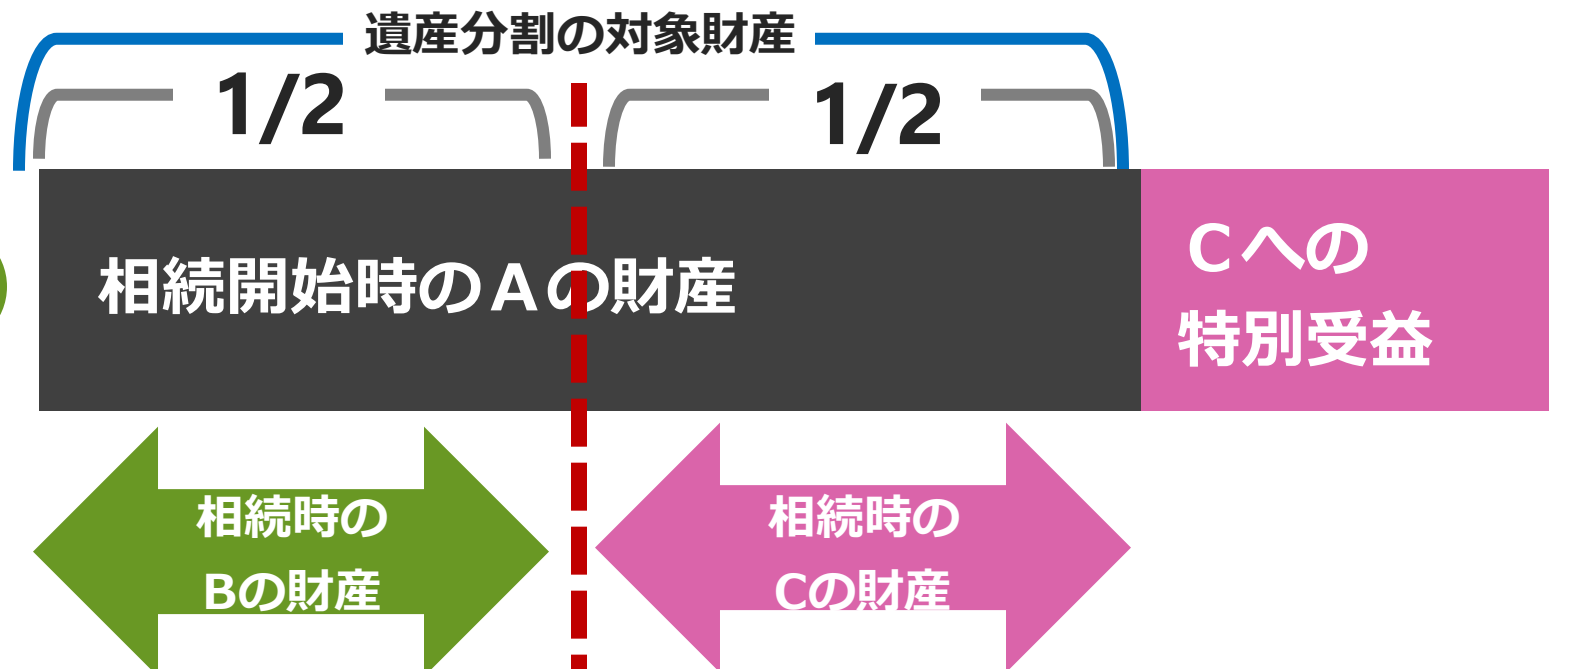 遺産分割の対象財産
1/2
1/2
相続開始時のAの財産
Cへの
特別受益
相続時の
Bの財産
相続時の
Cの財産